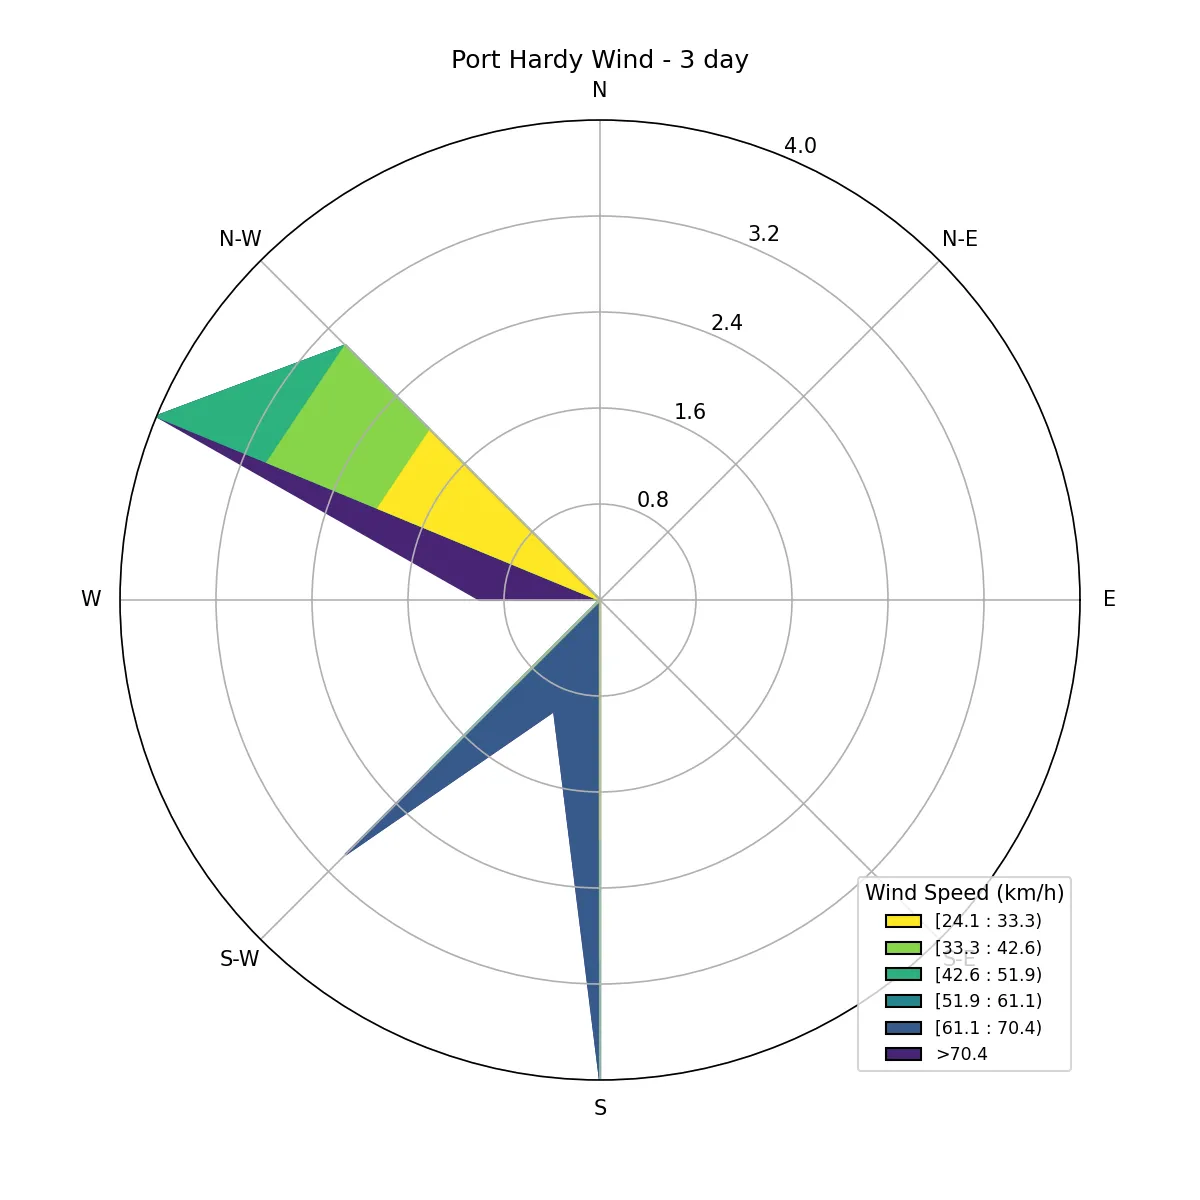 Port Hardy Wind - 3 day
N
4.0
N-W
N-E
3.2
2.4
1.6
0.8
W
E
S-W
S-E
S
Wind Speed (km/h)
[24.1 : 33.3)
[33.3 : 42.6)
[42.6 : 51.9)
[51.9 : 61.1)
[61.1 : 70.4)
>70.4